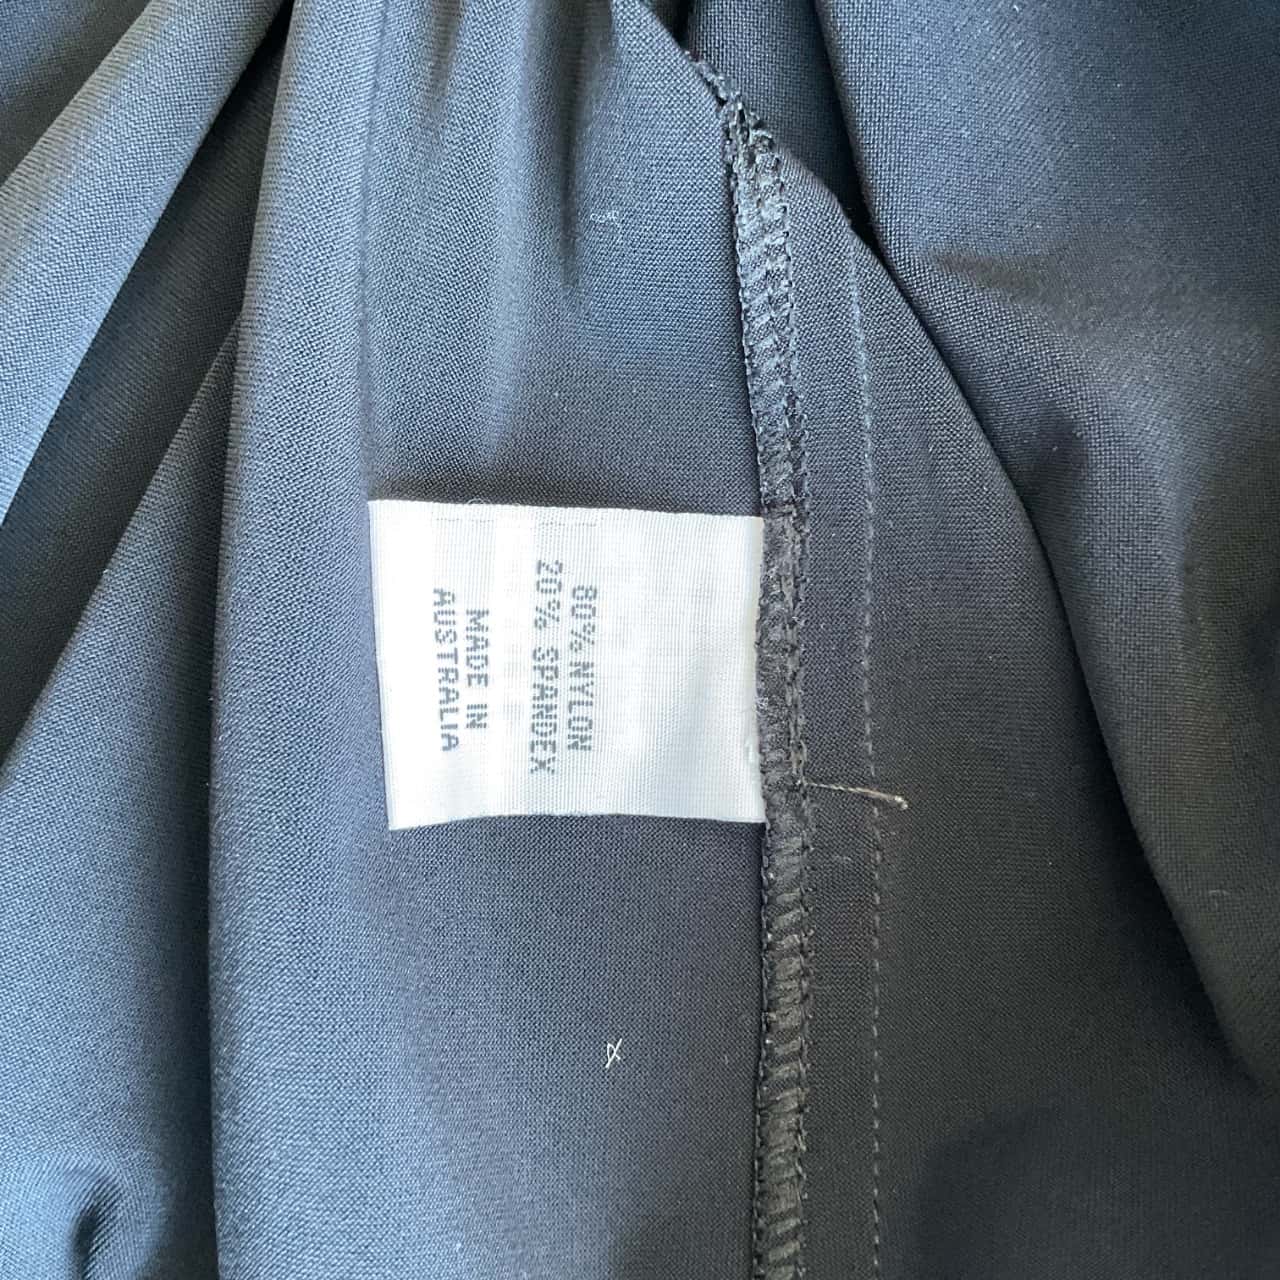 80% NYLON
20% SPANDEX
MADE IN
AUSTRALIA